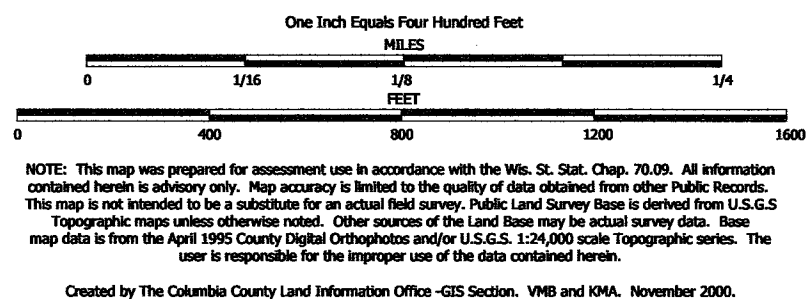 One Inch Equals Four Hundred Feet
MILES
0 1/16 1/8 1/4
FEET
0 400 800 1200 1600
NOTE: This map was prepared for assessment use in accordance with the Wis. St. Stat. Chap. 70.09. All information
contained herein is advisory only. Map accuracy is limited to the quality of data obtained from other Public Records.
This map is not intended to be a substitute for an actual field survey. Public Land Survey Base is derived from U.S.G.S
Topographic maps unless otherwise noted. Other sources of the Land Base may be actual survey data. Base
map data is from the April 1995 County Digital Orthophotos and/or U.S.G.S. 1:24,000 scale Topographic series. The
user is responsible for the improper use of the data contained herein.
Created by The Columbia County Land Information Office -GIS Section. VMB and KMA. November 2000.